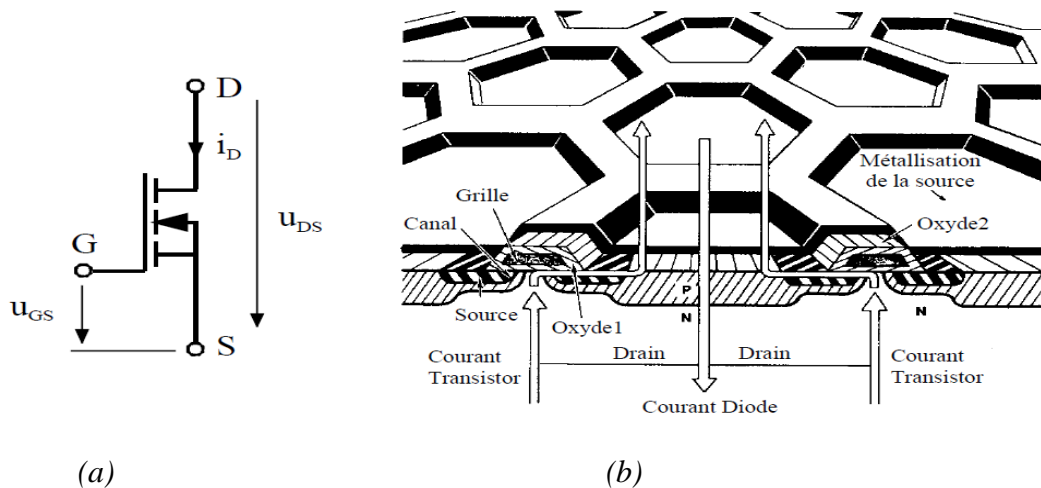 D
i_D
u_DS
G
u_GS
S
(a)
Métallisation
de la source
Grille
Canal
Oxyde2
P
N
N
Source
Oxyde1
Courant
Transistor
Drain
Drain
Courant
Transistor
Courant Diode
(b)